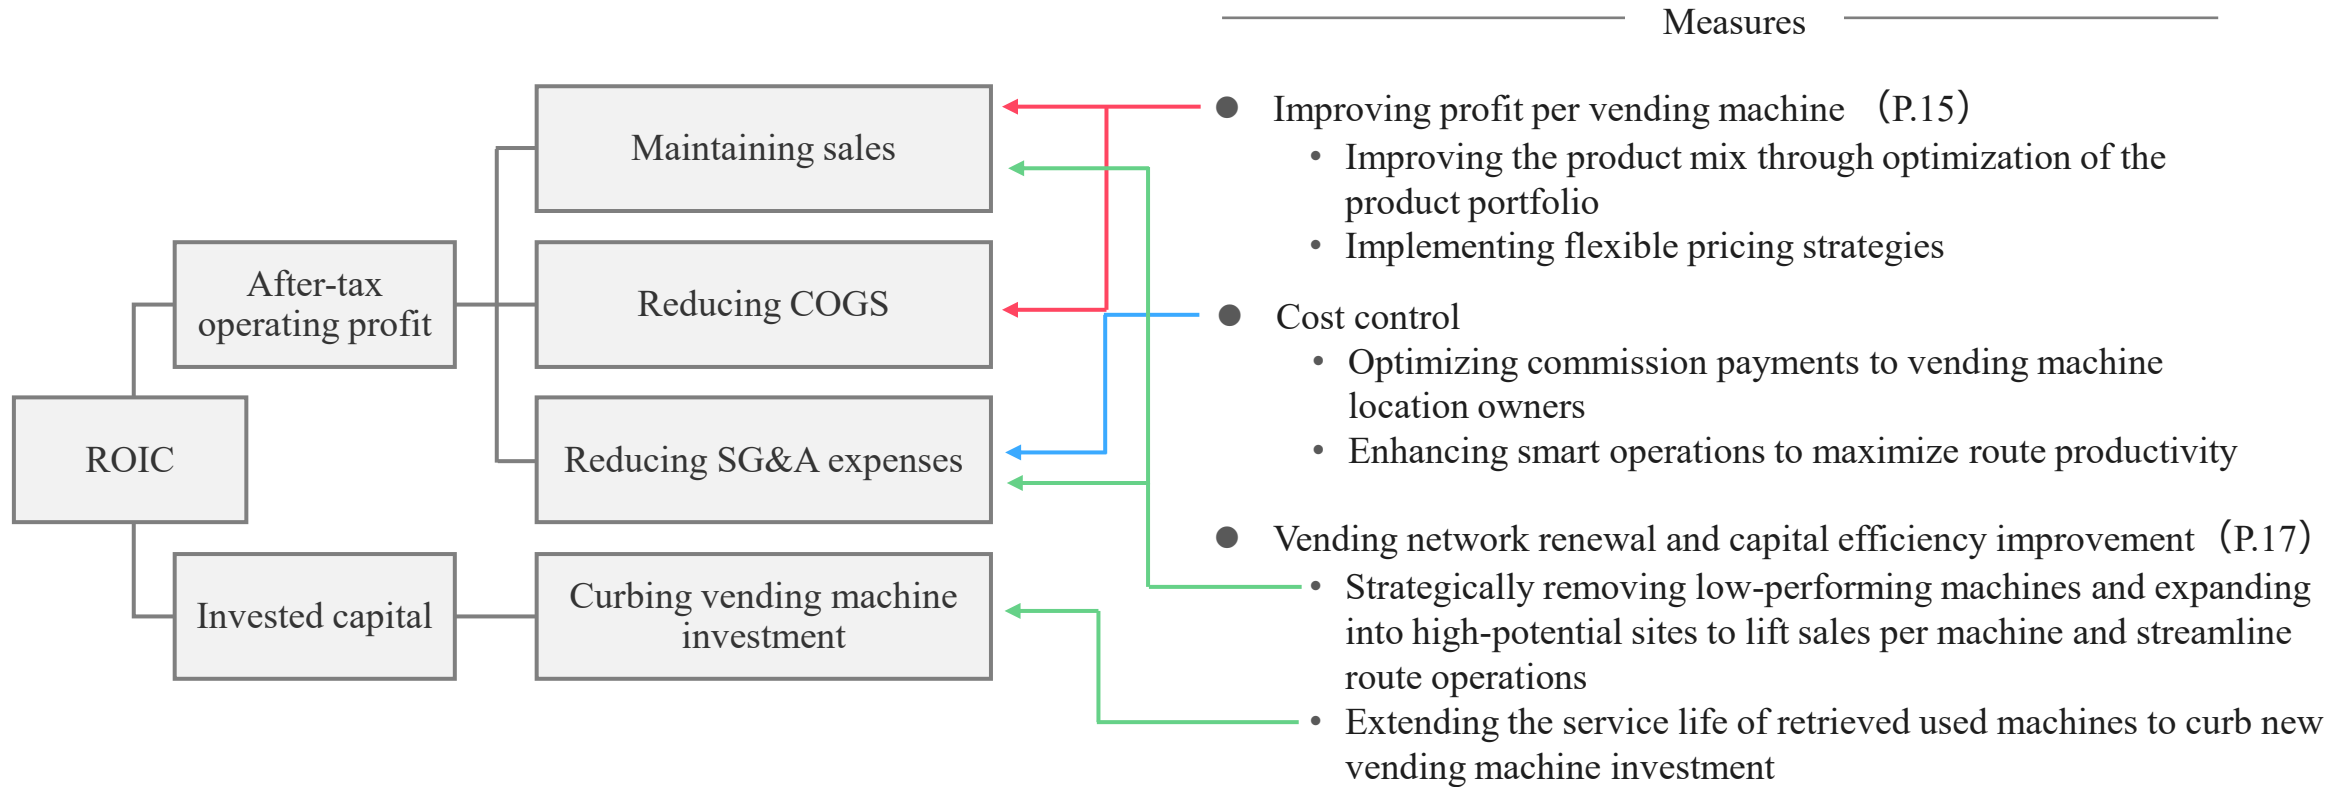 Measures
Maintaining sales
After-tax
operating profit
Reducing COGS
ROIC
Reducing SG&A expenses
Invested capital
Curbing vending machine
investment
● Improving profit per vending machine （P.15）
• Improving the product mix through optimization of the
product portfolio
• Implementing flexible pricing strategies
● Cost control
• Optimizing commission payments to vending machine
location owners
• Enhancing smart operations to maximize route productivity
● Vending network renewal and capital efficiency improvement（P.17）
• Strategically removing low-performing machines and expanding
into high-potential sites to lift sales per machine and streamline
route operations
• Extending the service life of retrieved used machines to curb new
vending machine investment